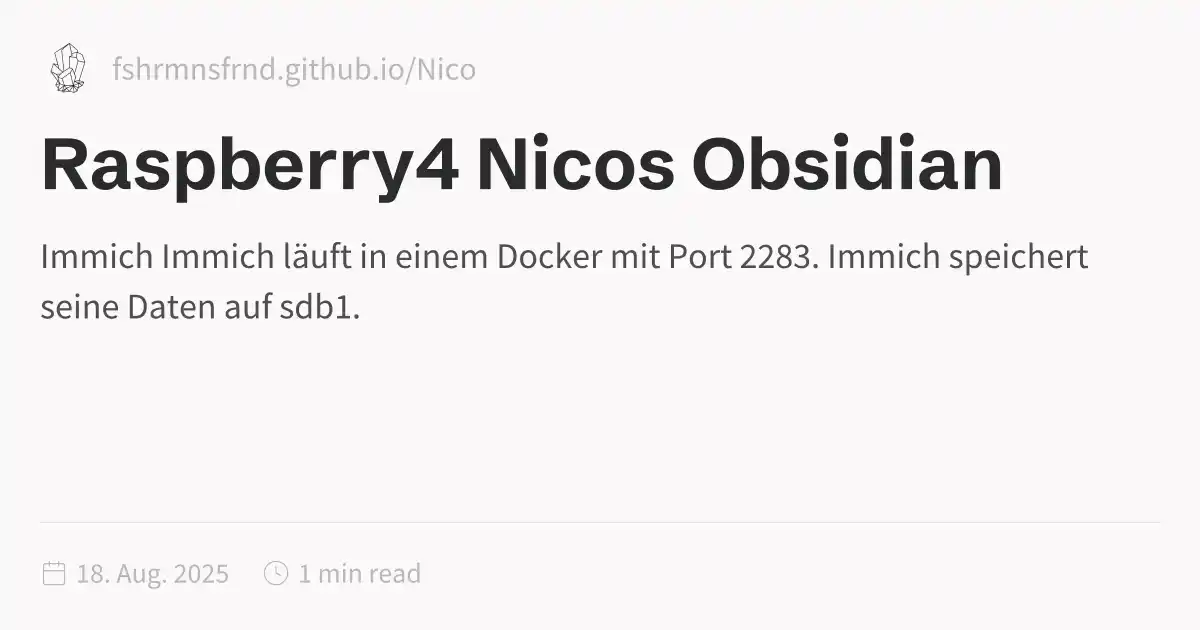 fshrmnsfrnd.github.io/Nico
Raspberry4 Nicos Obsidian
Immich Immich läuft in einem Docker mit Port 2283. Immich speichert
seine Daten auf sdb1.
18. Aug. 2025 1 min read